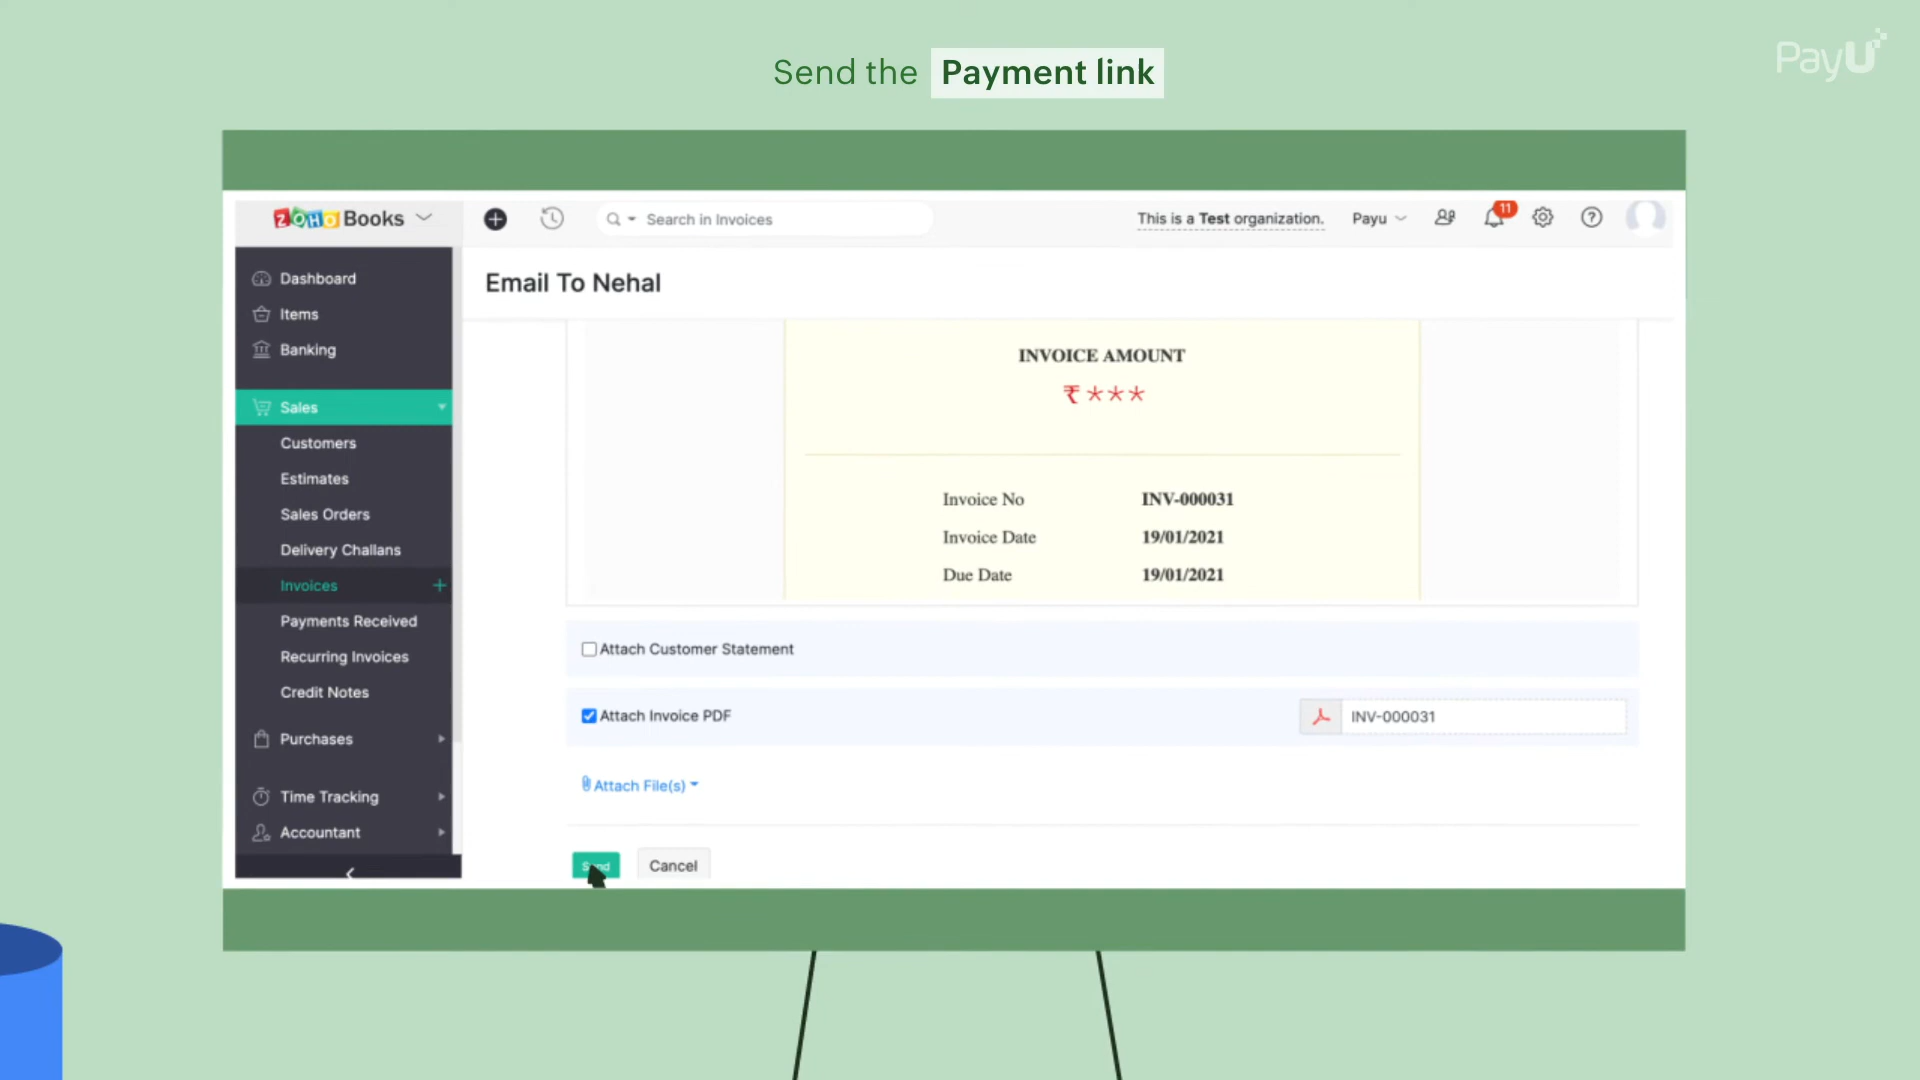 Send the Payment link
PayU
ZOHO Books
Search in Invoices
This is a Test organization.
Payu
11
Email To Nehal
Dashboard
Items
Banking
Sales
Customers
Estimates
Sales Orders
Delivery Challans
Invoices
Payments Received
Recurring Invoices
Credit Notes
Purchases
Time Tracking
Accountant
INVOICE AMOUNT
₹***
Invoice No INV-000031
Invoice Date 19/01/2021
Due Date 19/01/2021
Attach Customer Statement
Attach Invoice PDF
INV-000031
Attach File(s)
Send
Cancel